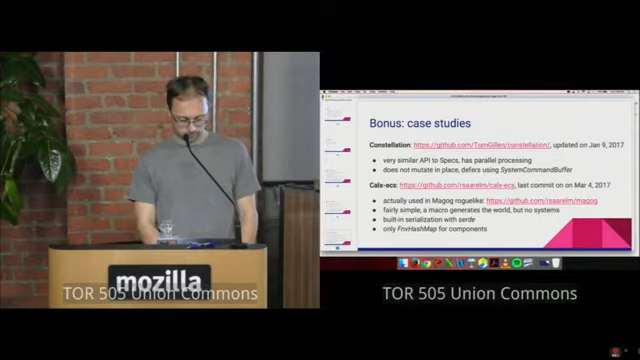 Bonus: case studies
Constellation: https://github.com/TomGillen/constellation/, updated on Jan 9, 2017
very similar API to Specs, has parallel processing
does not mutate in place, defers using SystemCommandBuffer
Calx-ecs: https://github.com/rsaarelm/calx-ecs, last commit on Mar 4, 2017
actually used in Magog roguelike: https://github.com/rsaarelm/magog
fairly simple, a macro generates the world, but no systems
built-in serialization with serde
only FnvHashMap for components
mozilla
TOR 505 Union Commons
TOR 505 Union Commons